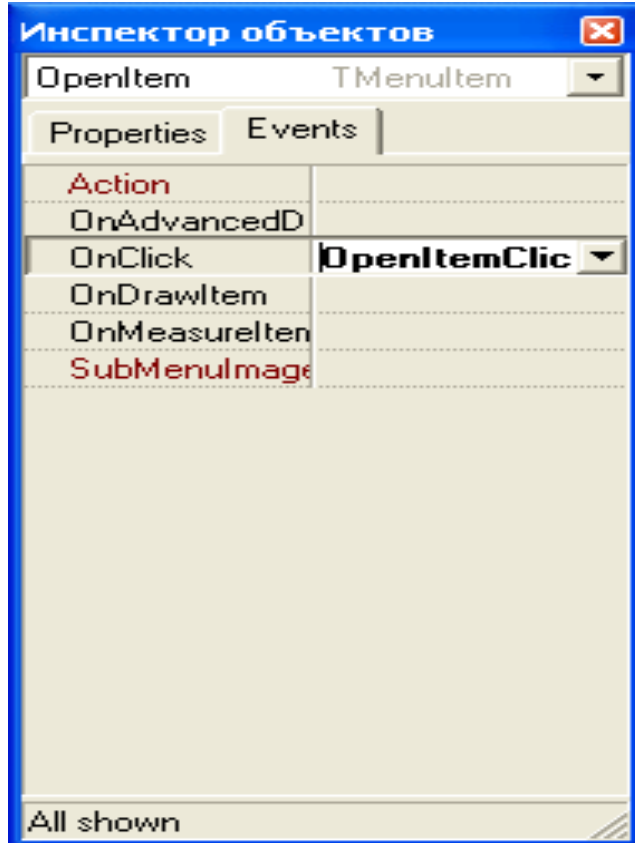 Инспектор объектов
OpenItem TMenuItem
Properties Events
Action
OnAdvancedD
OnClick OpenItemClic
OnDrawItem
OnMeasureIten
SubMenuImage
All shown